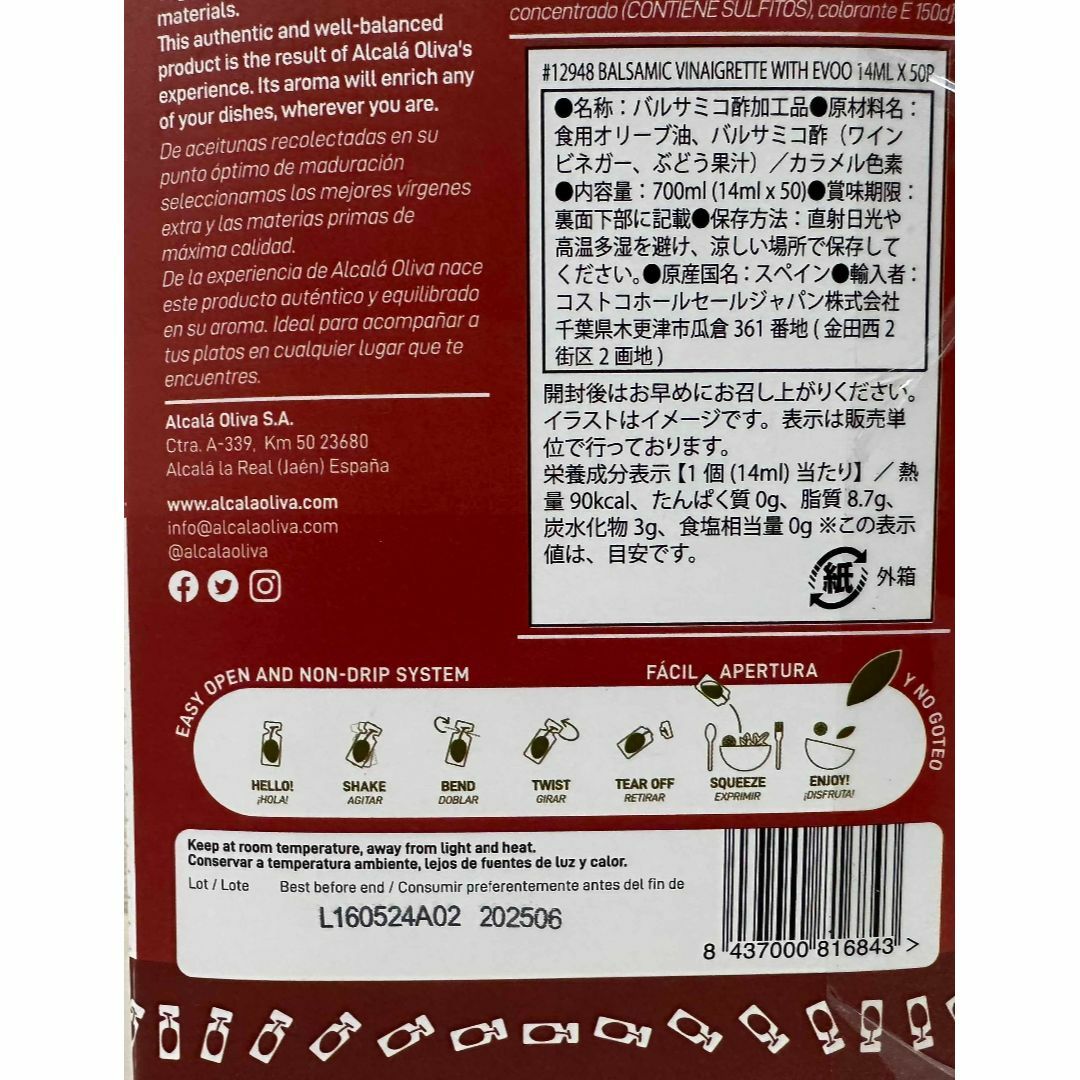 materials.
This authentic and well-balanced
product is the result of Alcalá Oliva's
experience. Its aroma will enrich any
of your dishes, wherever you are.
De aceitunas recolectadas en su
punto óptimo de maduración
seleccionamos los mejores vírgenes
extra y las materias primas de
máxima calidad.
De la experiencia de Alcalá Oliva nace
este producto auténtico y equilibrado
en su aroma. Ideal para acompañar a
tus platos en cualquier lugar que te
encuentres.
Alcalá Oliva S.A.
Ctra. A-339, Km 50 23680
Alcalá la Real (Jaén) España
www.alcalaoliva.com
info@alcalaoliva.com
@alcalaoliva
concentrado (CONTIENE SULFITOS), colorante E 150d)
#12948 BALSAMIC VINAIGRETTE WITH EVOO 14ML X 50P
●名称：バルサミコ酢加工品●原材料名：
食用オリーブ油、バルサミコ酢（ワイン
ビネガー、ぶどう果汁）／カラメル色素
●内容量：700ml (14ml x 50)●賞味期限：
裏面下部に記載●保存方法：直射日光や
高温多湿を避け、涼しい場所で保存して
ください。●原産国名：スペイン●輸入者：
コストコホールセールジャパン株式会社
千葉県木更津市瓜倉 361 番地 ( 金田西 2
街区 2 画地 )
開封後はお早めにお召し上がりください。
イラストはイメージです。表示は販売単
位で行っております。
栄養成分表示【1 個 (14ml) 当たり】／熱
量 90kcal、たんぱく質 0g、脂質 8.7g、
炭水化物 3g、食塩相当量 0g ※この表示
値は、目安です。
紙 外箱
EASY OPEN AND NON-DRIP SYSTEM
FÁCIL APERTURA
Y NO GOTEO
HELLO! SHAKE BEND TWIST TEAR OFF SQUEEZE ENJOY!
¡HOLA! AGITAR DOBLAR GIRAR RETIRAR EXPRIMIR ¡DISFRUTA!
Keep at room temperature, away from light and heat.
Conservar a temperatura ambiente, lejos de fuentes de luz y calor.
Lot / Lote Best before end / Consumir preferentemente antes del fin de
L160524A02 202506
8 437000 816843 >